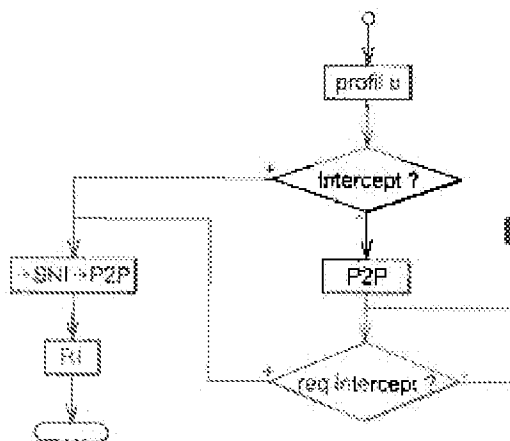 profil u
+
Intercept ?
→SNI→P2P
P2P
RI
+
req intercept ?
-